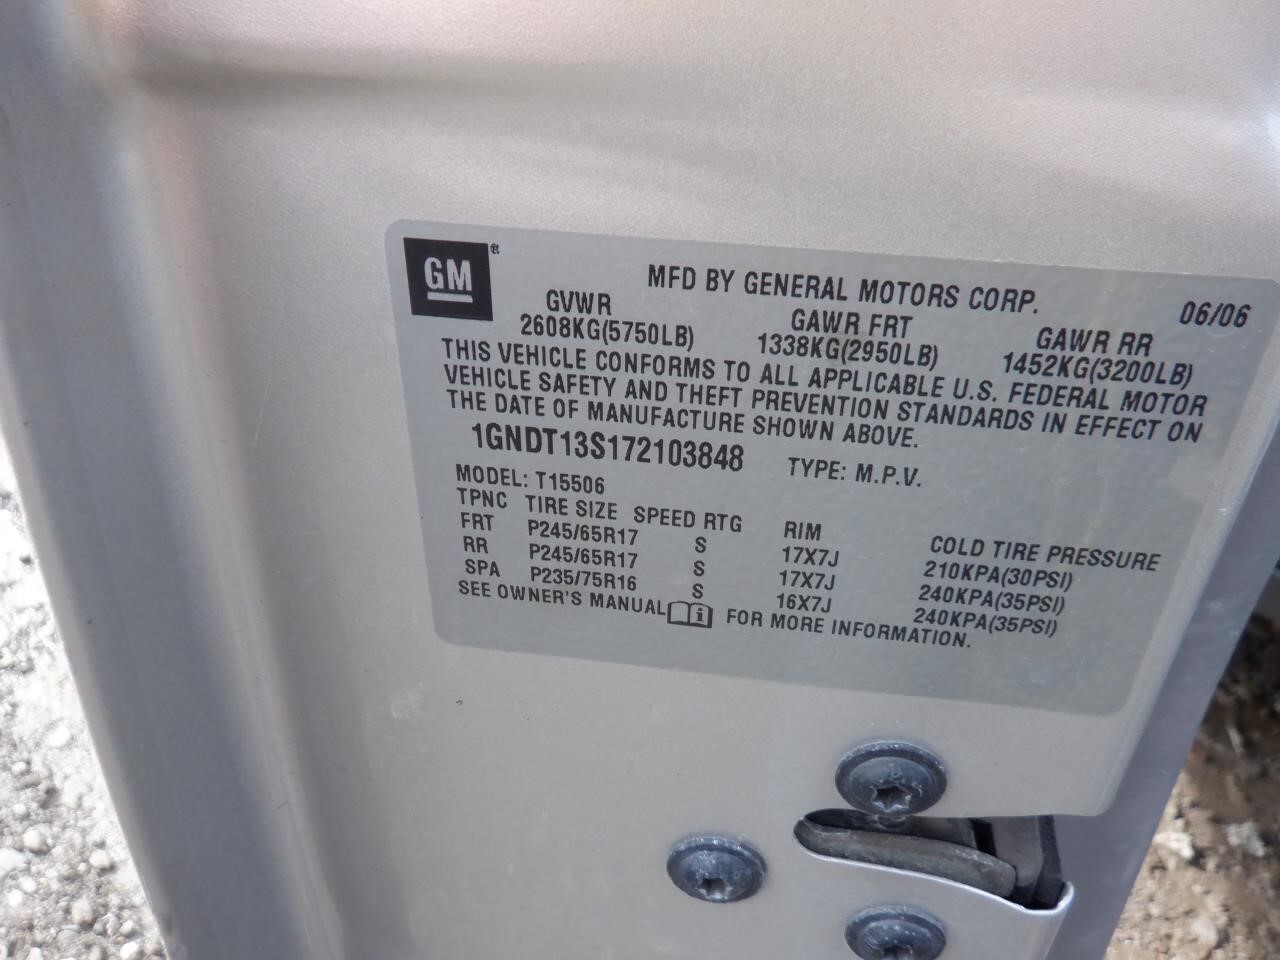 GM®
MFD BY GENERAL MOTORS CORP. 06/06
GVWR GAWR FRT GAWR RR
2608KG(5750LB) 1338KG(2950LB) 1452KG(3200LB)
THIS VEHICLE CONFORMS TO ALL APPLICABLE U.S. FEDERAL MOTOR
VEHICLE SAFETY AND THEFT PREVENTION STANDARDS IN EFFECT ON
THE DATE OF MANUFACTURE SHOWN ABOVE.
1GNDT13S172103848 TYPE: M.P.V.
MODEL: T15506
TPNC TIRE SIZE SPEED RTG RIM COLD TIRE PRESSURE
FRT P245/65R17 S 17X7J 210KPA(30PSI)
RR P245/65R17 S 17X7J 240KPA(35PSI)
SPA P235/75R16 S 16X7J 240KPA(35PSI)
SEE OWNER'S MANUAL i FOR MORE INFORMATION.